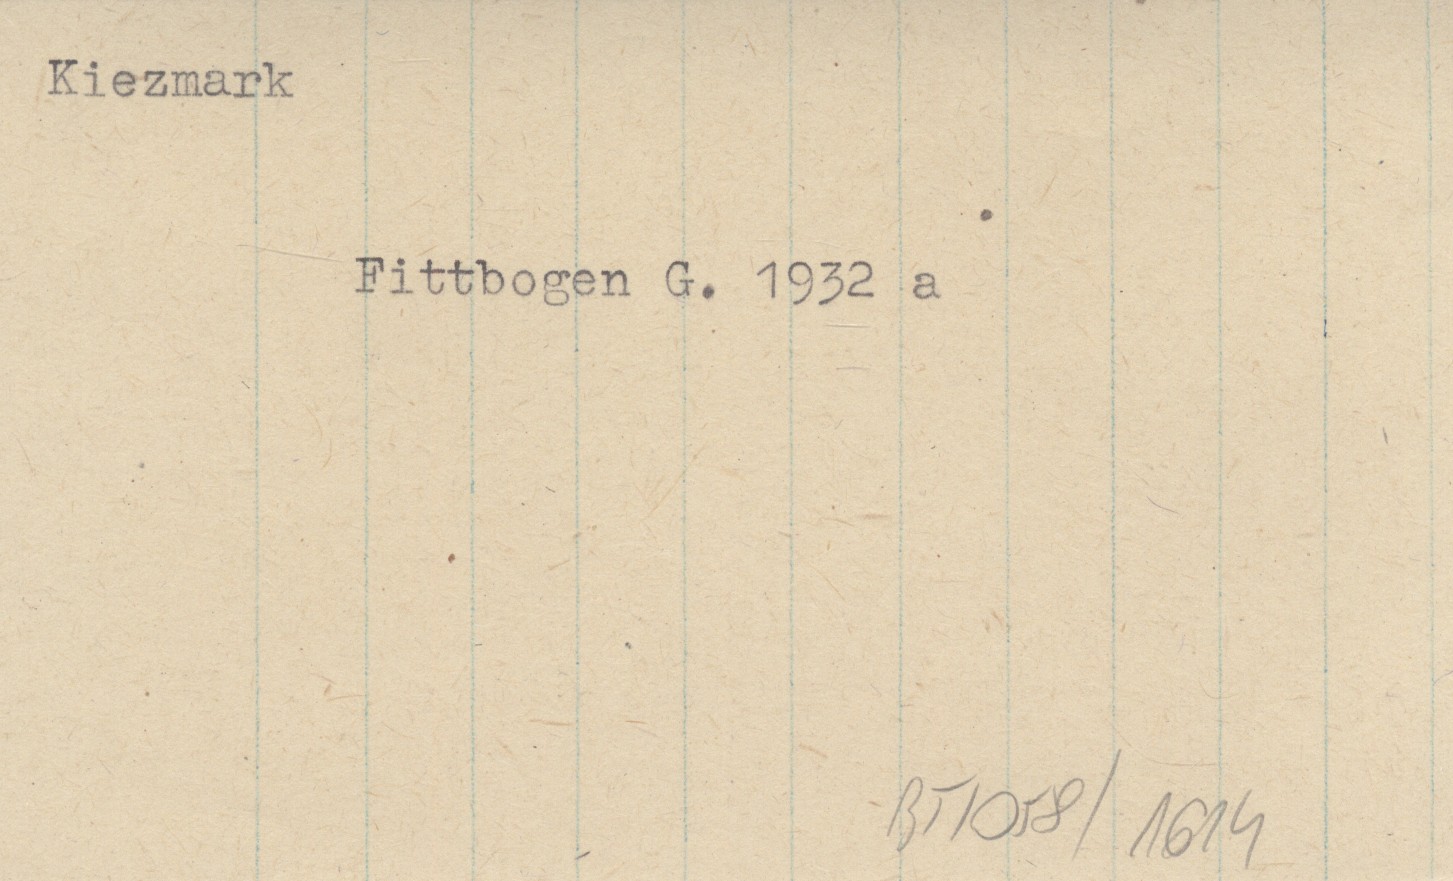 Kiezmark
Fittbogen G. 1932 a
BT1058/1614